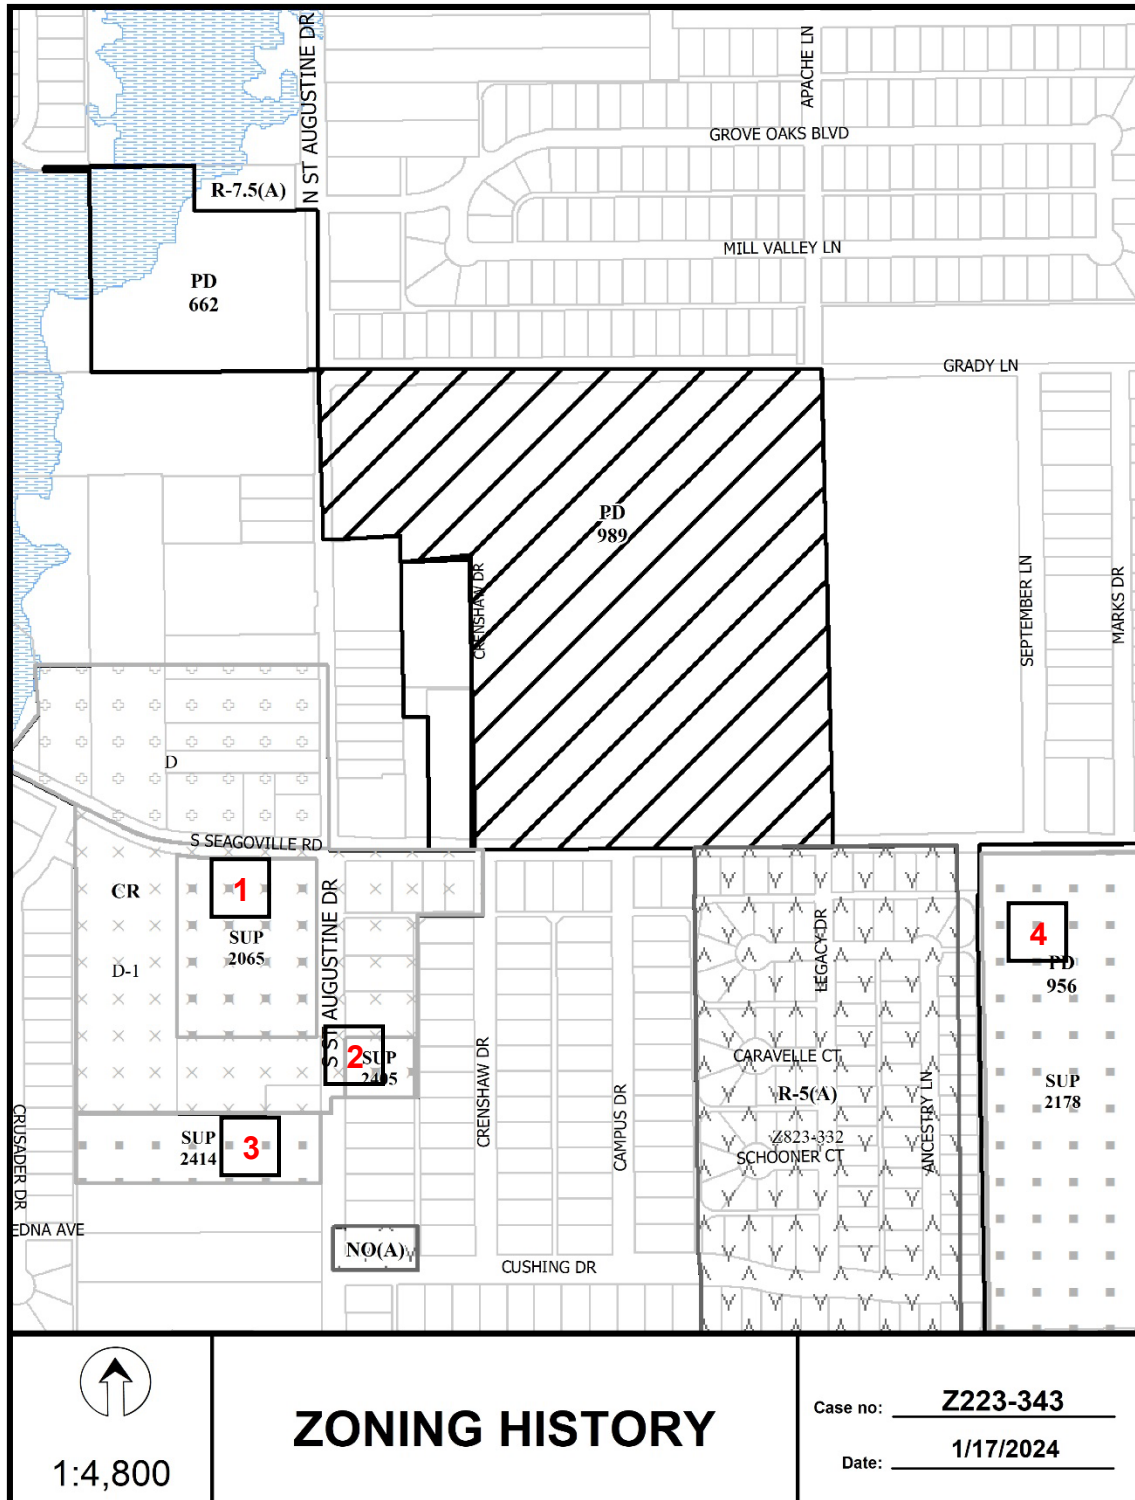 N ST AUGUSTINE DR
APACHE LN
GROVE OAKS BLVD
R-7.5(A)
MILL VALLEY LN
PD
662
GRADY LN
PD
989
CRENSHAW DR
SEPTEMBER LN
MARKS DR
D
S SEAGOVILLE RD
CR
1
SUP
2065
D-1
S ST AUGUSTINE DR
LEGACY DR
4
PD
956
2
SUP
2405
CRENSHAW DR
CAMPUS DR
CARAVELLE CT
R-5(A)
Z823-332
SCHOONER CT
ANCESTRY LN
SUP
2178
CRUSADER DR
SUP
2414
3
EDNA AVE
NO(A)
CUSHING DR
1:4,800
ZONING HISTORY
Case no: Z223-343
Date: 1/17/2024